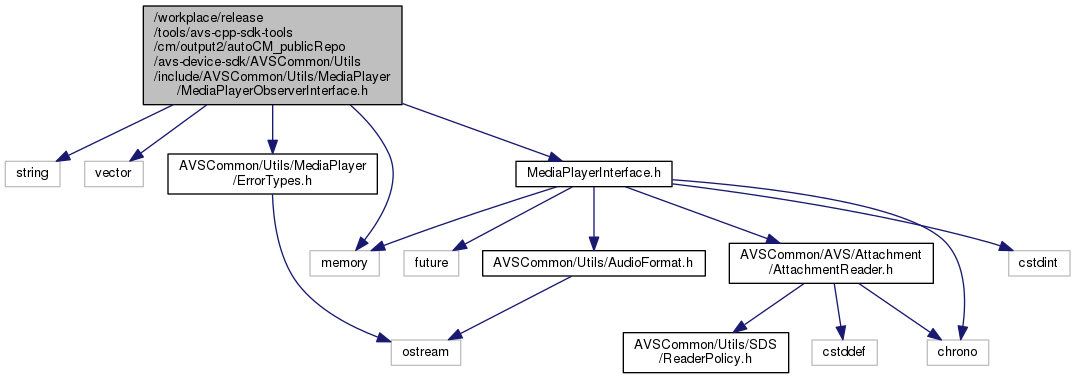 /workplace/release
/tools/avs-cpp-sdk-tools
/cm/output2/autoCM_publicRepo
/avs-device-sdk/AVSCommon/Utils
/include/AVSCommon/Utils/MediaPlayer
/MediaPlayerObserverInterface.h
string
vector
AVSCommon/Utils/MediaPlayer
/ErrorTypes.h
MediaPlayerInterface.h
memory
future
AVSCommon/Utils/AudioFormat.h
AVSCommon/AVS/Attachment
/AttachmentReader.h
cstdint
ostream
AVSCommon/Utils/SDS
/ReaderPolicy.h
cstddef
chrono